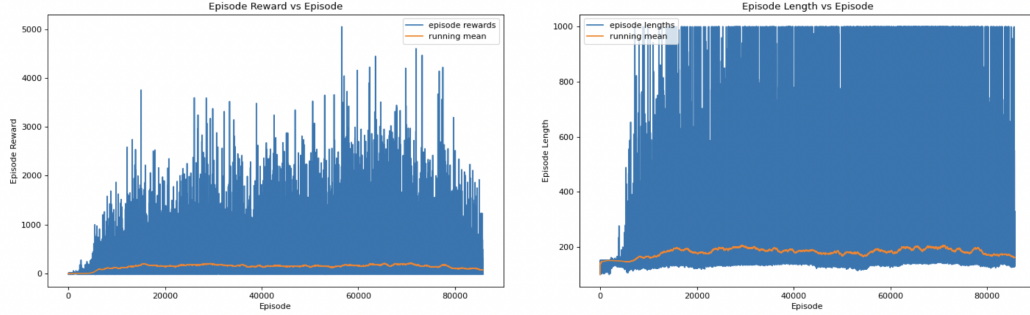 Episode Reward vs Episode
episode rewards
running mean
5000
4000
3000
2000
1000
0
Episode Reward
0
20000
40000
60000
80000
Episode
Episode Length vs Episode
episode lengths
running mean
1000
800
600
400
200
Episode Length
0
20000
40000
60000
80000
Episode